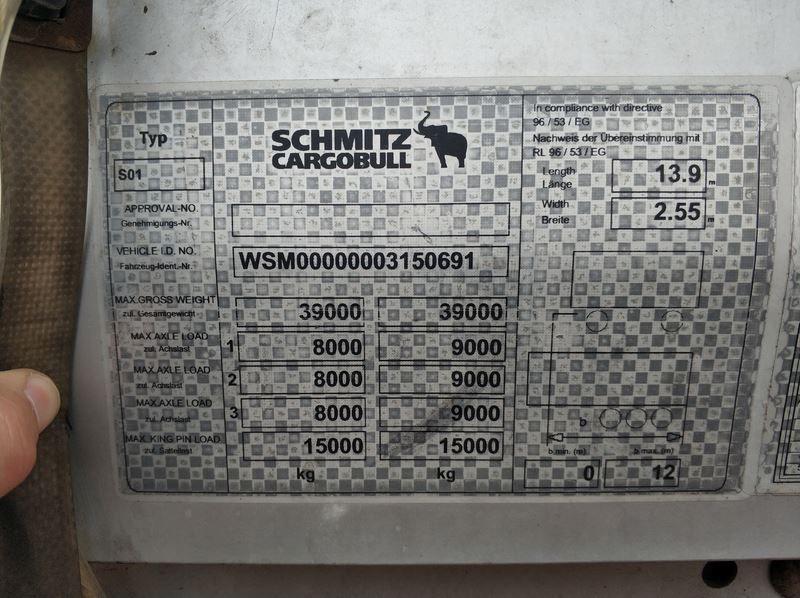 Typ
S01
SCHMITZ
CARGOBULL
APPROVAL-NO.
Genehmigungs-Nr.
VEHICLE I.D. NO.
Fahrzeug-Ident.-Nr.
WSM00000003150691
MAX.GROSS WEIGHT
zul. Gesamtgewicht
39000 39000
MAX.AXLE LOAD
zul. Achslast
1 8000 9000
MAX.AXLE LOAD
zul. Achslast
2 8000 9000
MAX.AXLE LOAD
zul. Achslast
3 8000 9000
MAX. KING PIN LOAD
zul. Sattellast
15000 15000
kg kg
In compliance with directive
96 / 53 / EG
Nachweis der Übereinstimmung mit
RL 96 / 53 / EG
Length
Länge
13.9 m
Width
Breite
2.55 m
b
b.min. (m) b.max. (m)
0 12